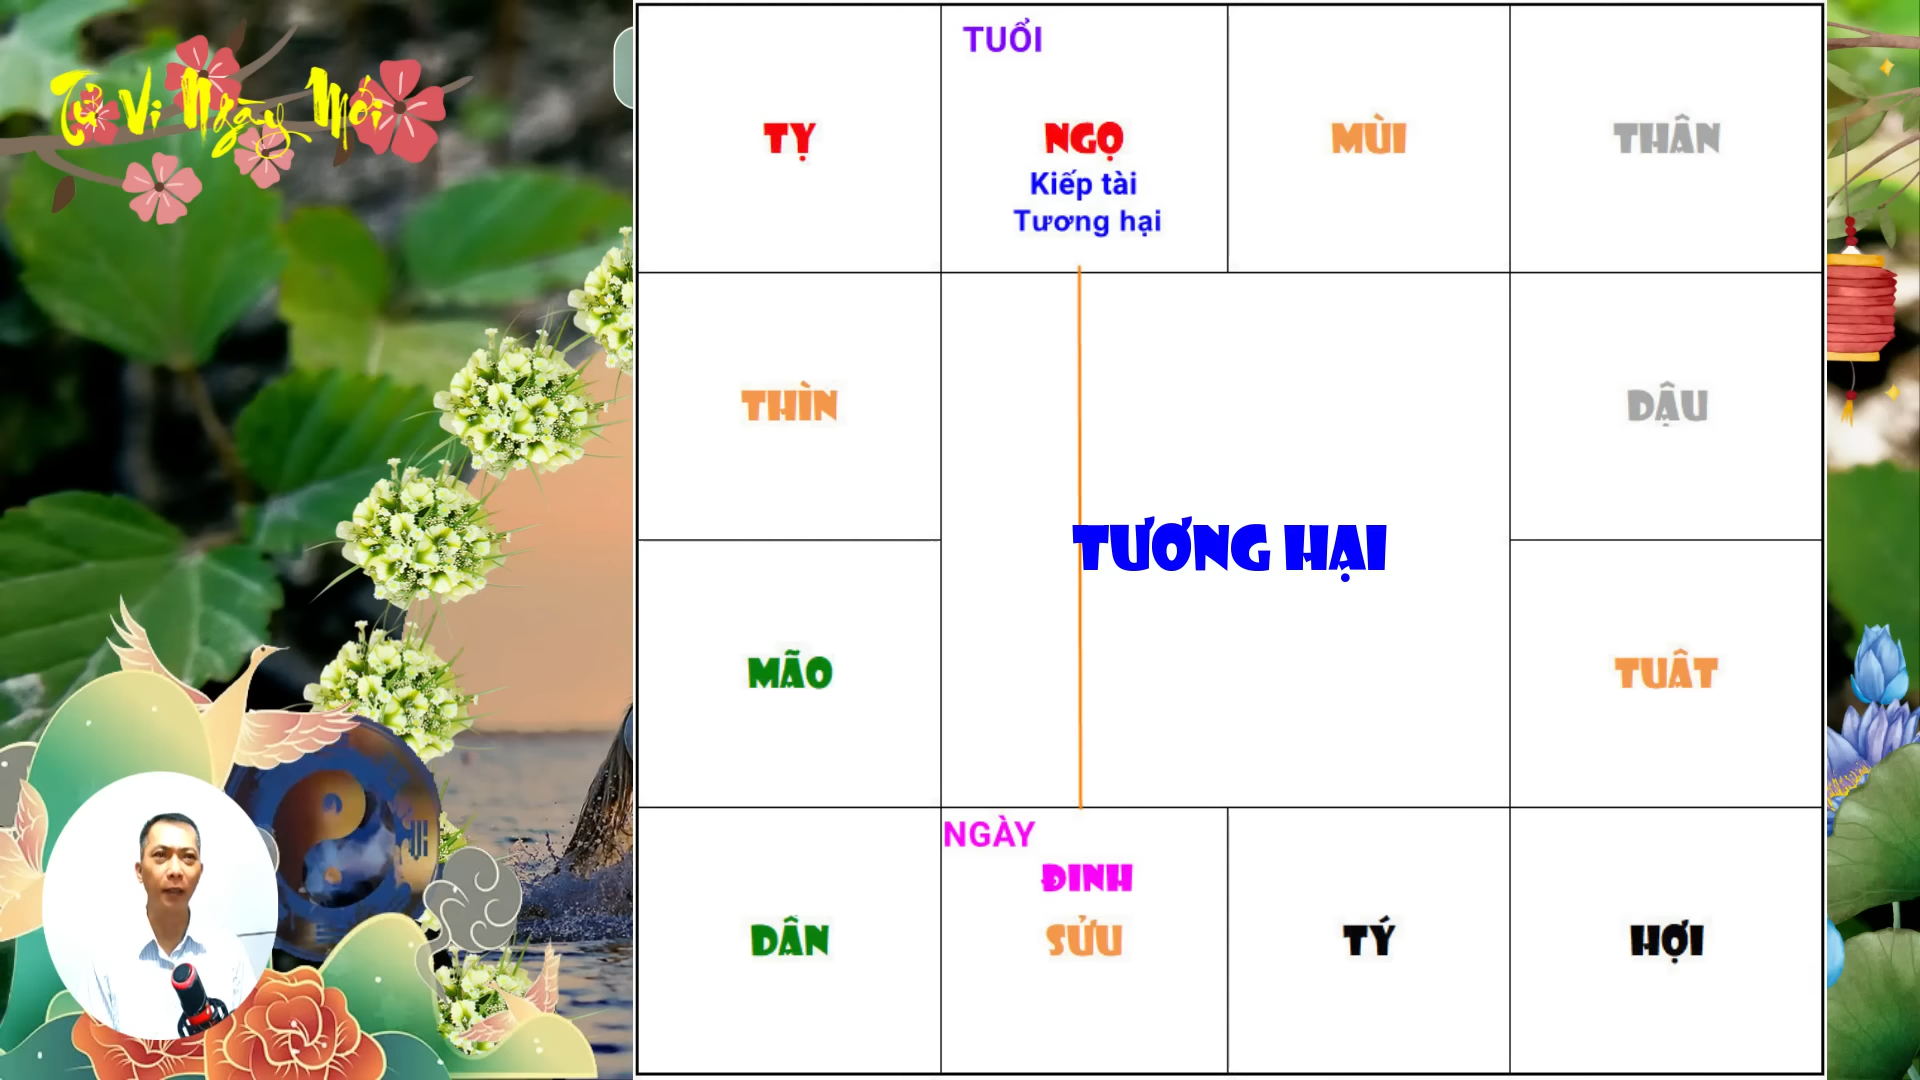 Tử Vi Ngày Mới
TUỔI
TỴ
NGỌ
Kiếp tài
Tương hại
MÙI
THÂN
THÌN
DẬU
TƯƠNG HẠI
MÃO
TUẤT
NGÀY
ĐINH
DẦN
SỬU
TÝ
HỢI